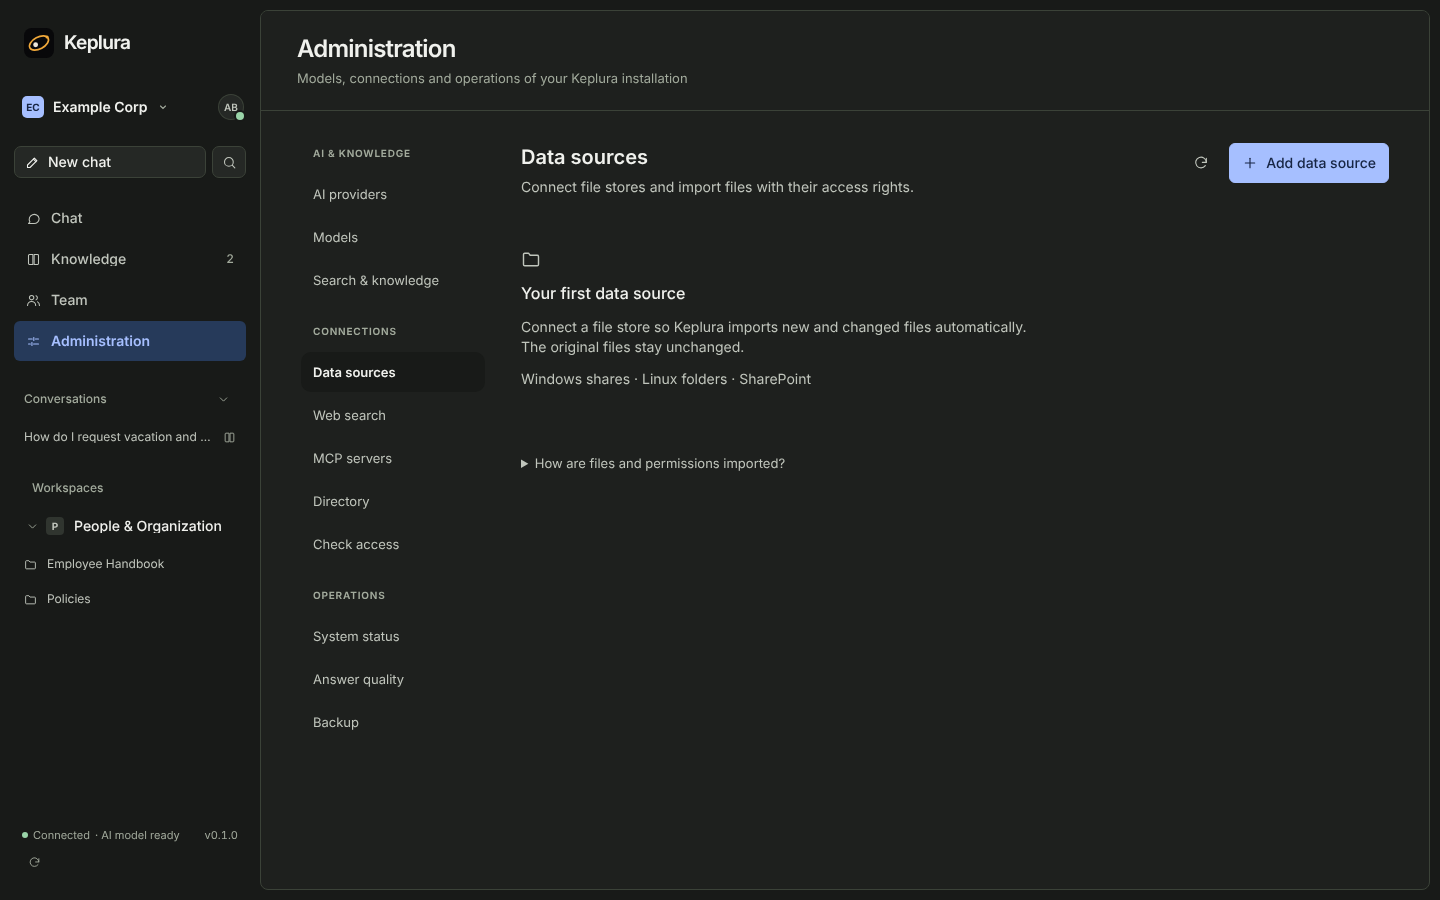 Keplura
EC Example Corp
AB
New chat
Chat
Knowledge 2
Team
Administration
Conversations
How do I request vacation and ...
Workspaces
P People & Organization
Employee Handbook
Policies
Connected · AI model ready v0.1.0
Administration
Models, connections and operations of your Keplura installation
AI & KNOWLEDGE
AI providers
Models
Search & knowledge
CONNECTIONS
Data sources
Web search
MCP servers
Directory
Check access
OPERATIONS
System status
Answer quality
Backup
Data sources
Connect file stores and import files with their access rights.
Add data source
Your first data source
Connect a file store so Keplura imports new and changed files automatically.
The original files stay unchanged.
Windows shares · Linux folders · SharePoint
How are files and permissions imported?